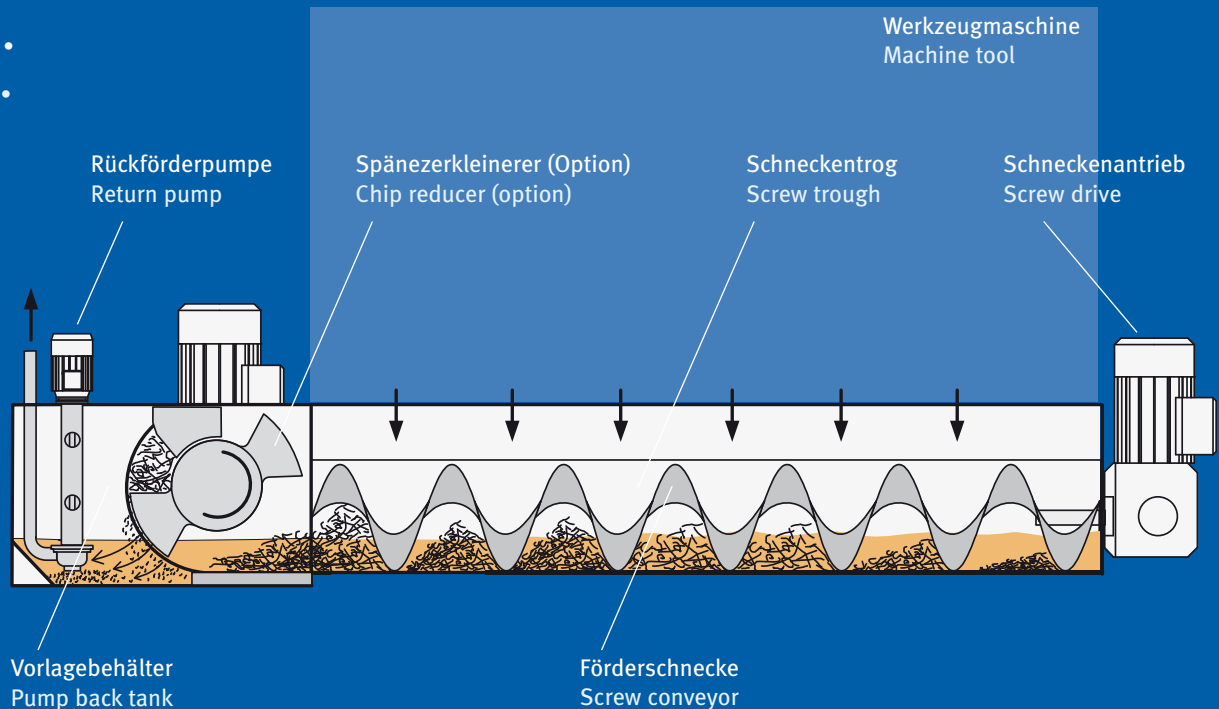 Werkzeugmaschine
Machine tool
Rückförderpumpe
Return pump
Spänezerkleinerer (Option)
Chip reducer (option)
Schneckentrog
Screw trough
Schneckenantrieb
Screw drive
Vorlagebehälter
Pump back tank
Förderschnecke
Screw conveyor